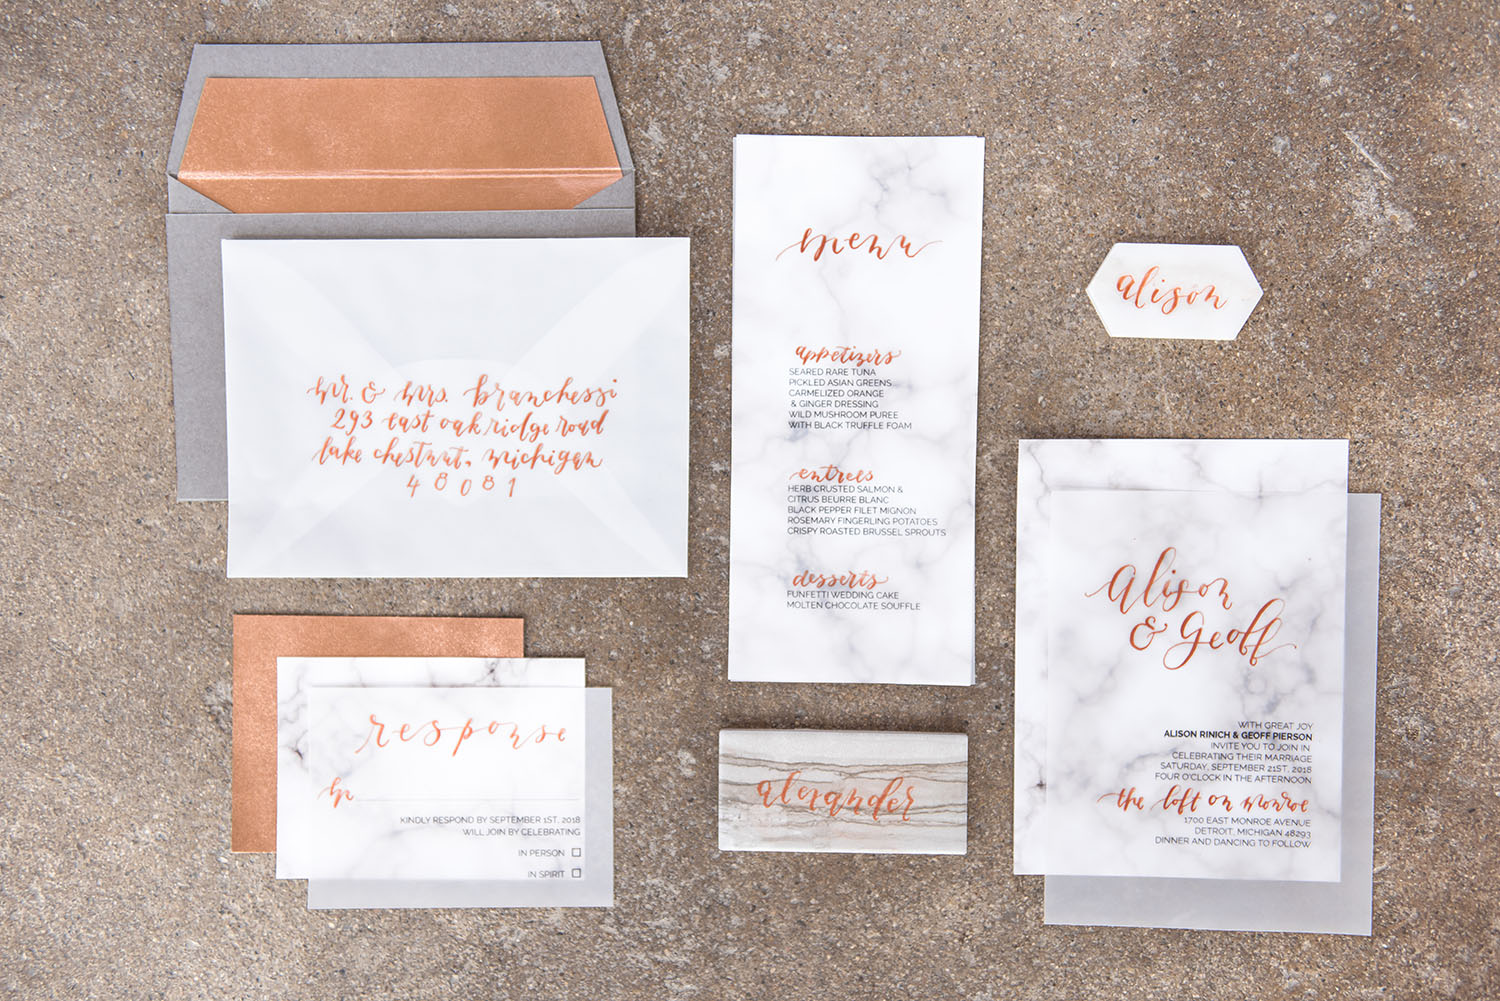 mr. & mrs. branchessi
293 east oak ridge road
lake chestnut, michigan
48081
response
m
KINDLY RESPOND BY SEPTEMBER 1ST, 2018
WILL JOIN BY CELEBRATING
IN PERSON
IN SPIRIT
menu
appetizers
SEARED RARE TUNA
PICKLED ASIAN GREENS
CARMELIZED ORANGE
& GINGER DRESSING
WILD MUSHROOM PUREE
WITH BLACK TRUFFLE FOAM
entrees
HERB CRUSTED SALMON &
CITRUS BEURRE BLANC
BLACK PEPPER FILET MIGNON
ROSEMARY FINGERLING POTATOES
CRISPY ROASTED BRUSSEL SPROUTS
desserts
FUNFETTI WEDDING CAKE
MOLTEN CHOCOLATE SOUFFLE
alexander
alison
alison
& Geoff
WITH GREAT JOY
ALISON RINICH & GEOFF PIERSON
INVITE YOU TO JOIN IN
CELEBRATING THEIR MARRIAGE
SATURDAY, SEPTEMBER 21ST, 2018
FOUR O'CLOCK IN THE AFTERNOON
the loft on monroe
1700 EAST MONROE AVENUE
DETROIT, MICHIGAN 48293
DINNER AND DANCING TO FOLLOW